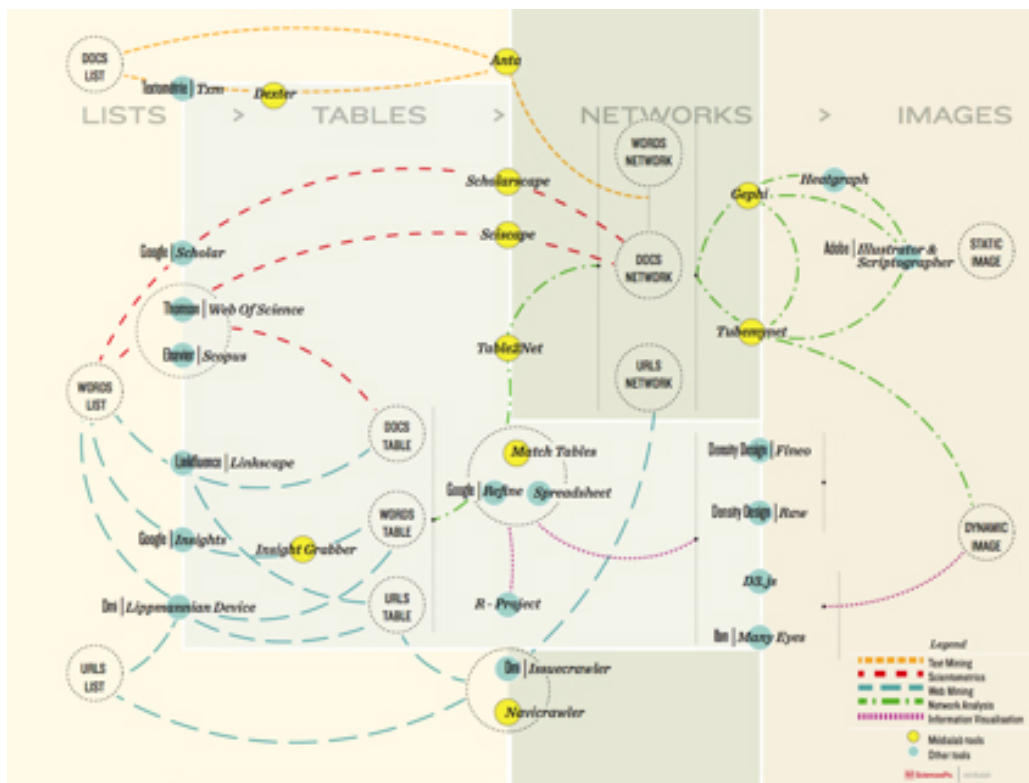 DOCS
LIST
Anta
Textometrie | Txm
Dexter
LISTS > TABLES > NETWORKS > IMAGES
WORDS
NETWORK
Scholarscape
Gephi
Heatgraph
Google | Scholar
Sciscape
DOCS
NETWORK
Adobe | Illustrator &
Scriptographer
STATIC
IMAGE
Thomson | Web Of Science
Elsevier | Scopus
Table2Net
Tubemynet
WORDS
LIST
URLS
NETWORK
DOCS
TABLE
Match Tables
Density Design | Fineo
Linkfluence | Linkscape
Google | Refine
Spreadsheet
WORDS
TABLE
Density Design | Raw
Google | Insights
Insight Grabber
DYNAMIC
IMAGE
Dmi | Lippmannian Device
URLS
TABLE
R - Project
D3.js
Ibm | Many Eyes
URLS
LIST
Dmi | Issuecrawler
Navicrawler
Legend
Text Mining
Scientometrics
Web Mining
Network Analysis
Information Visualisation
Médialab tools
Other tools
SciencesPo.